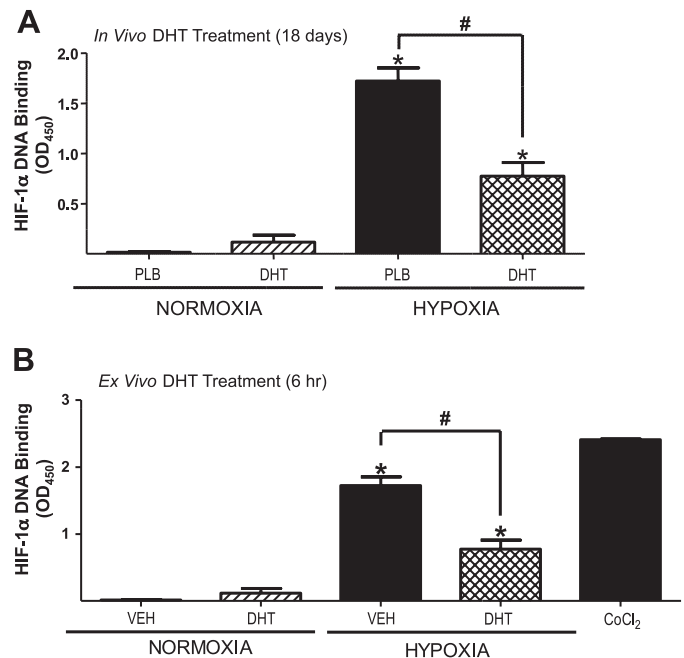 A
In Vivo DHT Treatment (18 days)
#
2.0
*
1.5
1.0
*
0.5
HIF-1α DNA Binding
(OD450)
PLB DHT PLB DHT
NORMOXIA HYPOXIA
B
Ex Vivo DHT Treatment (6 hr)
3
#
2
*
1
*
HIF-1α DNA Binding
(OD450)
VEH DHT VEH DHT CoCl2
NORMOXIA HYPOXIA